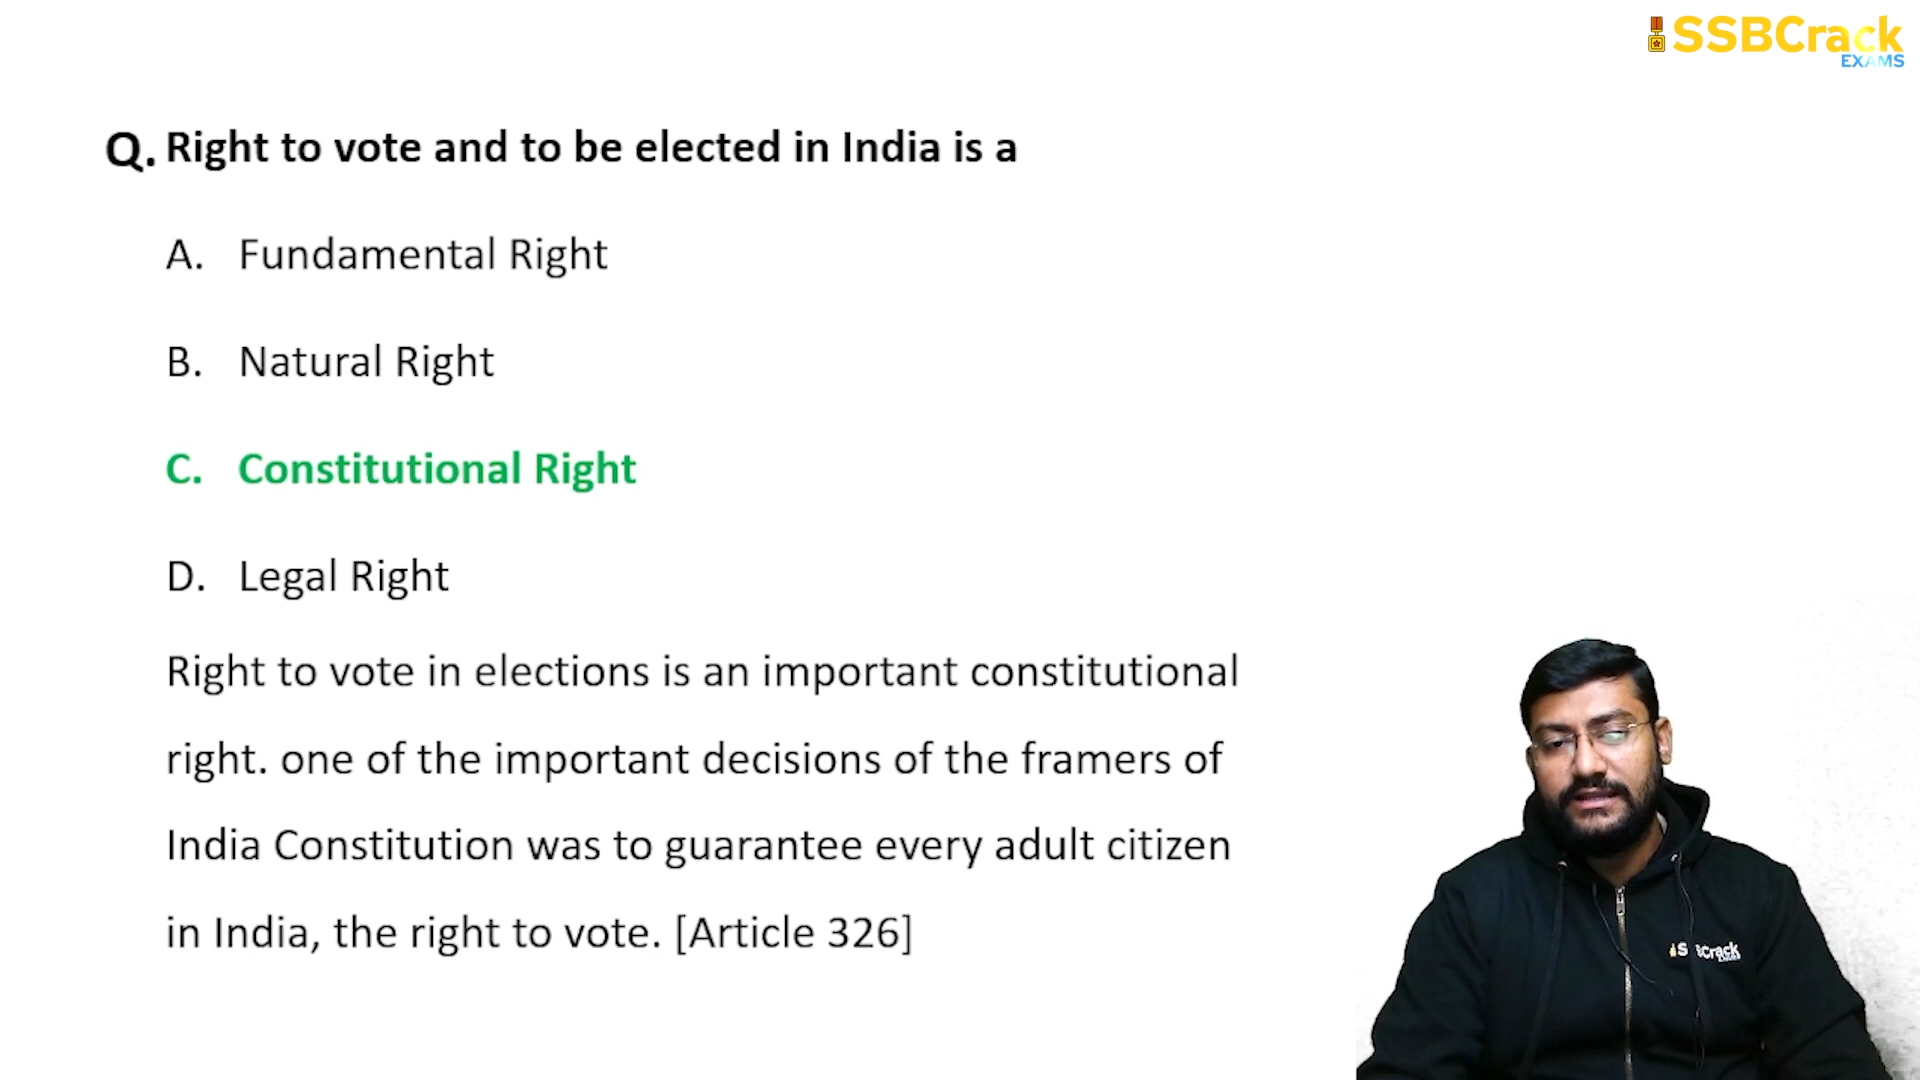 SSBCrack
EXAMS
Q. Right to vote and to be elected in India is a
A. Fundamental Right
B. Natural Right
C. Constitutional Right
D. Legal Right
Right to vote in elections is an important constitutional
right. one of the important decisions of the framers of
India Constitution was to guarantee every adult citizen
in India, the right to vote. [Article 326]